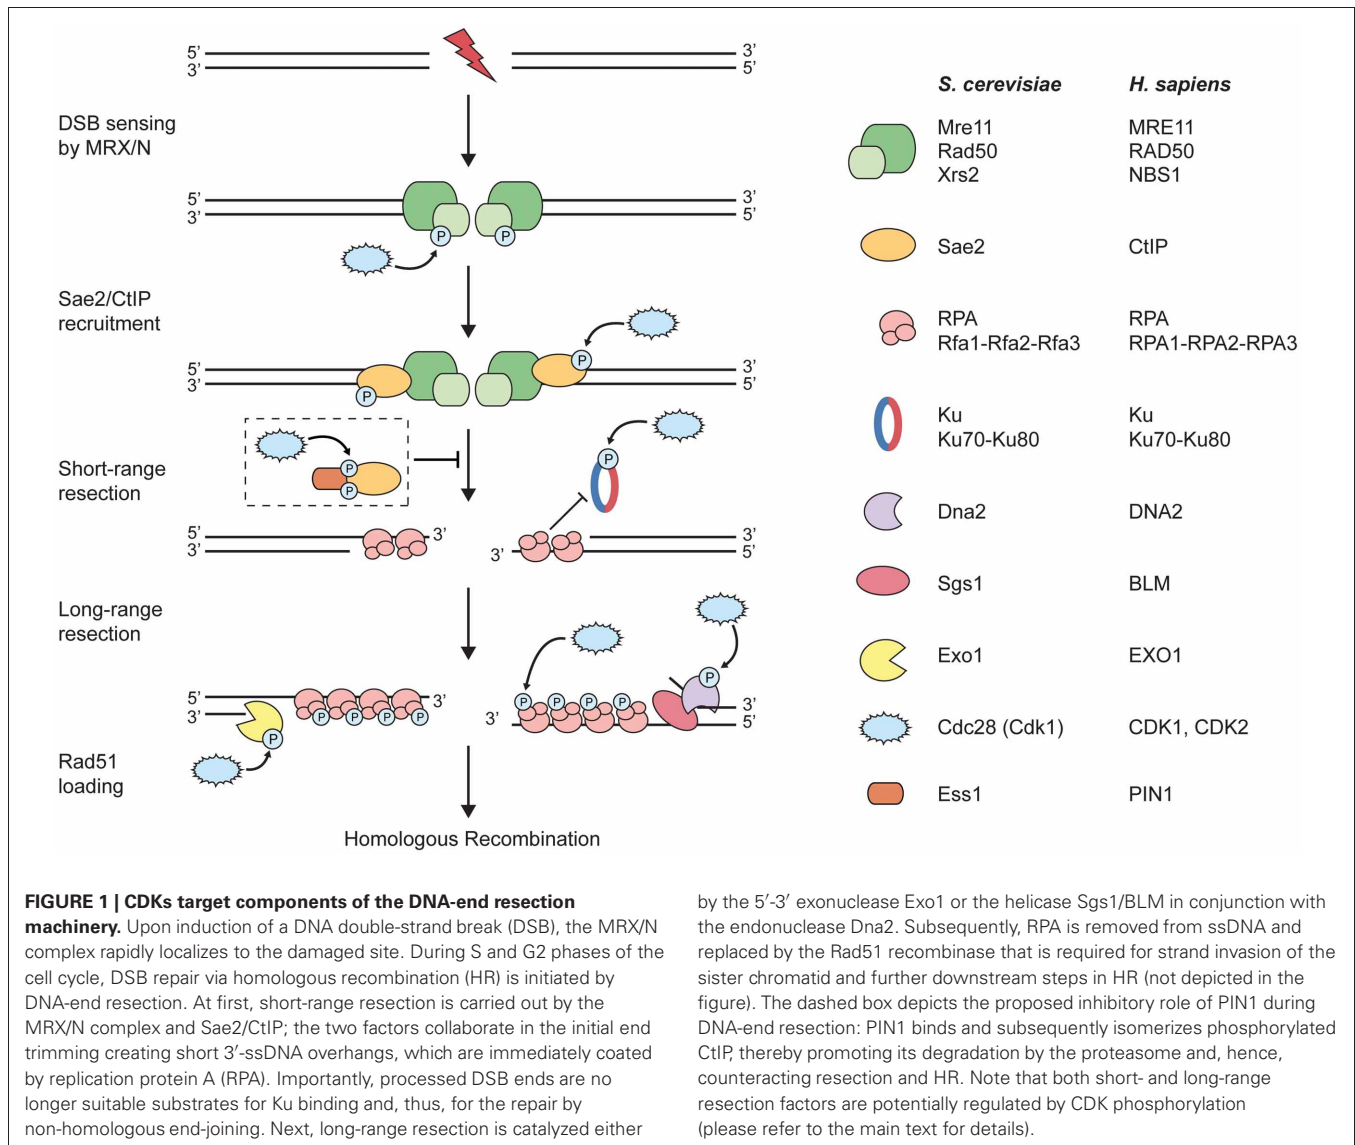 5’
3’
3’
5’
DSB sensing
by MRX/N
5’
3’
3’
5’
P
P
Sae2/CtIP
recruitment
P
5’
3’
3’
5’
P
P
P
P
Short-range
resection
5’
3’
3’
3’
3’
5’
Long-range
resection
P
5’
3’
3’
P
P
P
P
P
P
P
P
P
3’
3’
5’
Rad51
loading
Homologous Recombination
S. cerevisiae H. sapiens
Mre11 MRE11
Rad50 RAD50
Xrs2 NBS1
Sae2 CtIP
RPA RPA
Rfa1-Rfa2-Rfa3 RPA1-RPA2-RPA3
Ku Ku
Ku70-Ku80 Ku70-Ku80
Dna2 DNA2
Sgs1 BLM
Exo1 EXO1
Cdc28 (Cdk1) CDK1, CDK2
Ess1 PIN1
FIGURE 1 | CDKs target components of the DNA-end resection
machinery. Upon induction of a DNA double-strand break (DSB), the MRX/N
complex rapidly localizes to the damaged site. During S and G2 phases of the
cell cycle, DSB repair via homologous recombination (HR) is initiated by
DNA-end resection. At first, short-range resection is carried out by the
MRX/N complex and Sae2/CtIP; the two factors collaborate in the initial end
trimming creating short 3′-ssDNA overhangs, which are immediately coated
by replication protein A (RPA). Importantly, processed DSB ends are no
longer suitable substrates for Ku binding and, thus, for the repair by
non-homologous end-joining. Next, long-range resection is catalyzed either
by the 5′-3′ exonuclease Exo1 or the helicase Sgs1/BLM in conjunction with
the endonuclease Dna2. Subsequently, RPA is removed from ssDNA and
replaced by the Rad51 recombinase that is required for strand invasion of the
sister chromatid and further downstream steps in HR (not depicted in the
figure). The dashed box depicts the proposed inhibitory role of PIN1 during
DNA-end resection: PIN1 binds and subsequently isomerizes phosphorylated
CtIP, thereby promoting its degradation by the proteasome and, hence,
counteracting resection and HR. Note that both short- and long-range
resection factors are potentially regulated by CDK phosphorylation
(please refer to the main text for details).